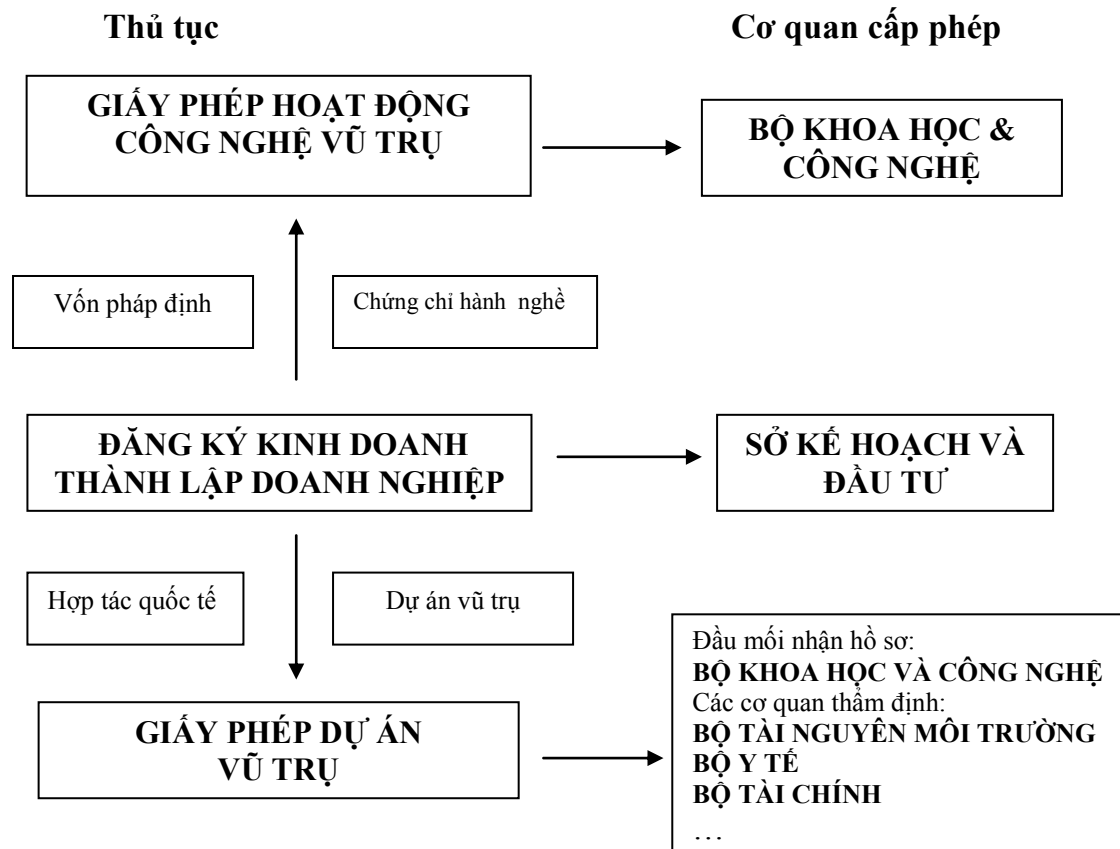 Thủ tục
Cơ quan cấp phép
GIẤY PHÉP HOẠT ĐỘNG
CÔNG NGHỆ VŨ TRỤ
BỘ KHOA HỌC &
CÔNG NGHỆ
Vốn pháp định
Chứng chỉ hành nghề
ĐĂNG KÝ KINH DOANH
THÀNH LẬP DOANH NGHIỆP
SỞ KẾ HOẠCH VÀ
ĐẦU TƯ
Hợp tác quốc tế
Dự án vũ trụ
GIẤY PHÉP DỰ ÁN
VŨ TRỤ
Đầu mối nhận hồ sơ:
BỘ KHOA HỌC VÀ CÔNG NGHỆ
Các cơ quan thẩm định:
BỘ TÀI NGUYÊN MÔI TRƯỜNG
BỘ Y TẾ
BỘ TÀI CHÍNH
…